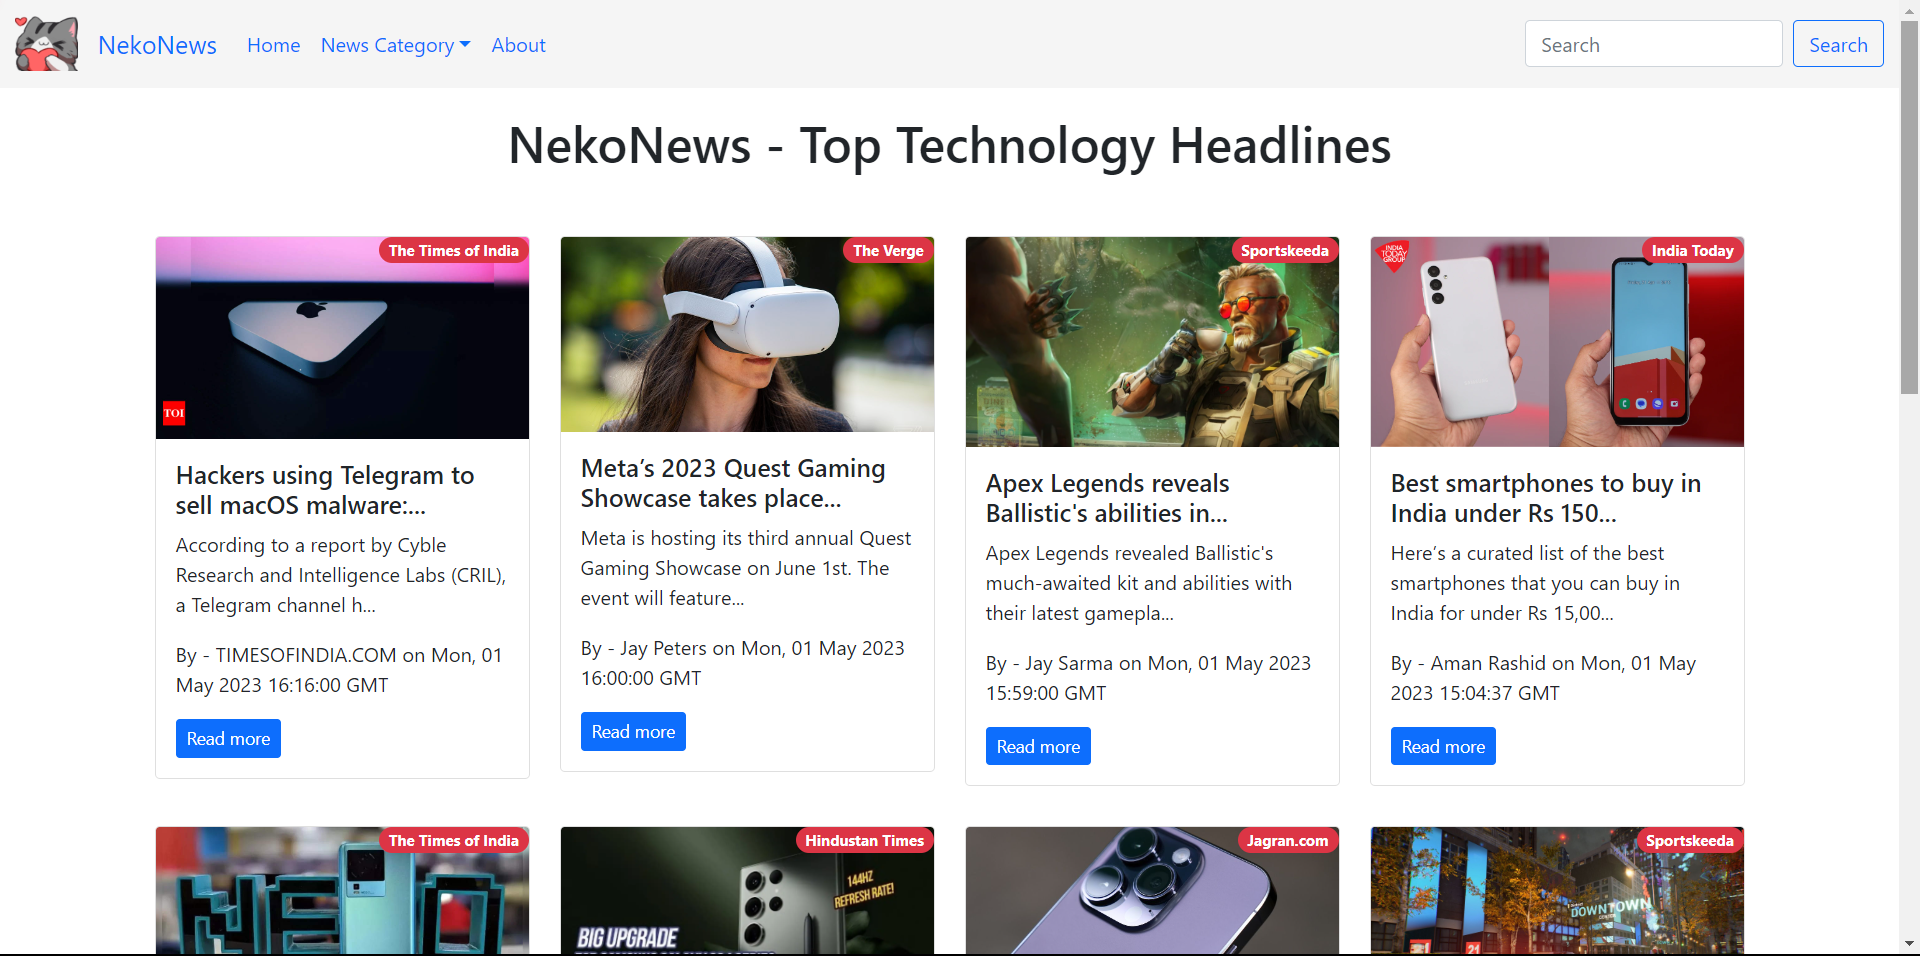 NekoNews
Home
News Category
About
Search
Search
NekoNews - Top Technology Headlines
The Times of India
TOI
Hackers using Telegram to
sell macOS malware:...
According to a report by Cyble
Research and Intelligence Labs (CRIL),
a Telegram channel h...
By - TIMESOFINDIA.COM on Mon, 01
May 2023 16:16:00 GMT
Read more
The Verge
Meta’s 2023 Quest Gaming
Showcase takes place...
Meta is hosting its third annual Quest
Gaming Showcase on June 1st. The
event will feature...
By - Jay Peters on Mon, 01 May 2023
16:00:00 GMT
Read more
Sportskeeda
Apex Legends reveals
Ballistic's abilities in...
Apex Legends revealed Ballistic's
much-awaited kit and abilities with
their latest gamepla...
By - Jay Sarma on Mon, 01 May 2023
15:59:00 GMT
Read more
INDIA
TODAY
GROUP
India Today
Best smartphones to buy in
India under Rs 150...
Here’s a curated list of the best
smartphones that you can buy in
India for under Rs 15,00...
By - Aman Rashid on Mon, 01 May
2023 15:04:37 GMT
Read more
The Times of India
NEO
Hindustan Times
144HZ
REFRESH RATE!
BIG UPGRADE
Jagran.com
Sportskeeda
DOWNTOWN
CENTER
21